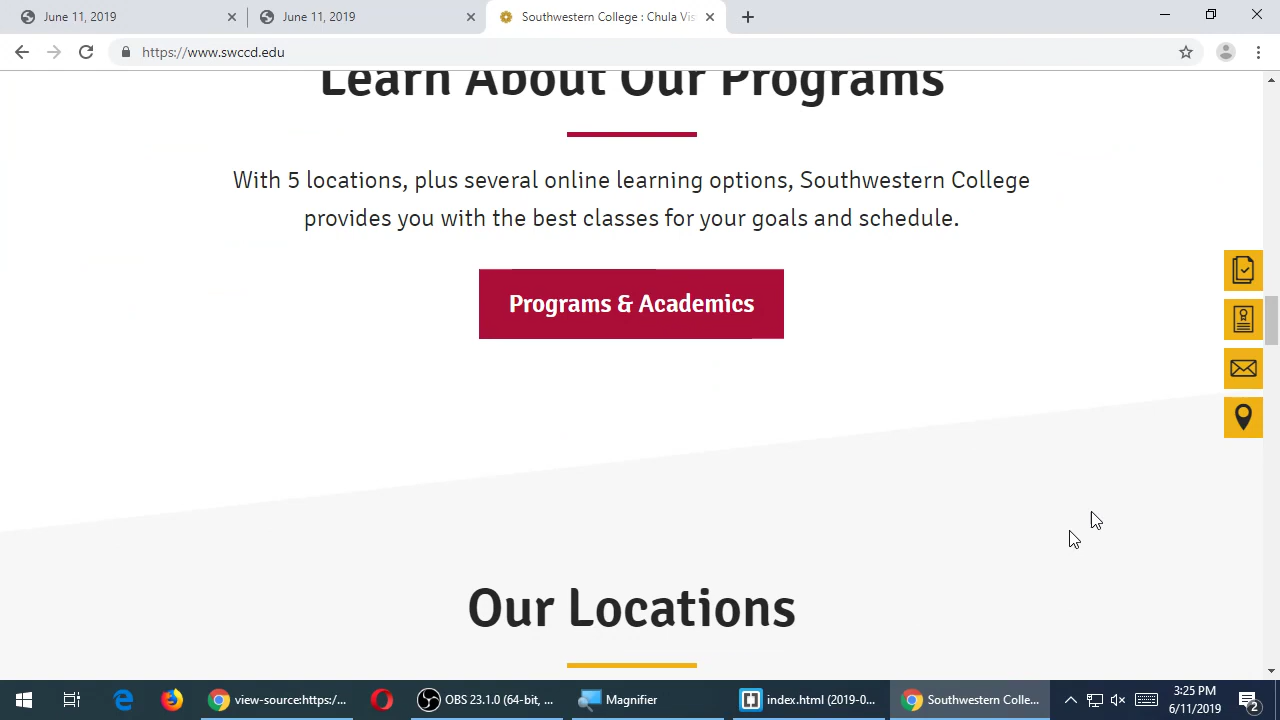 June 11, 2019
June 11, 2019
Southwestern College : Chula Vis
https://www.swccd.edu
Learn About Our Programs
With 5 locations, plus several online learning options, Southwestern College
provides you with the best classes for your goals and schedule.
Programs & Academics
Our Locations
view-source:https:/...
OBS 23.1.0 (64-bit, ...
Magnifier
index.html (2019-0...
Southwestern Colle...
3:25 PM
6/11/2019
2